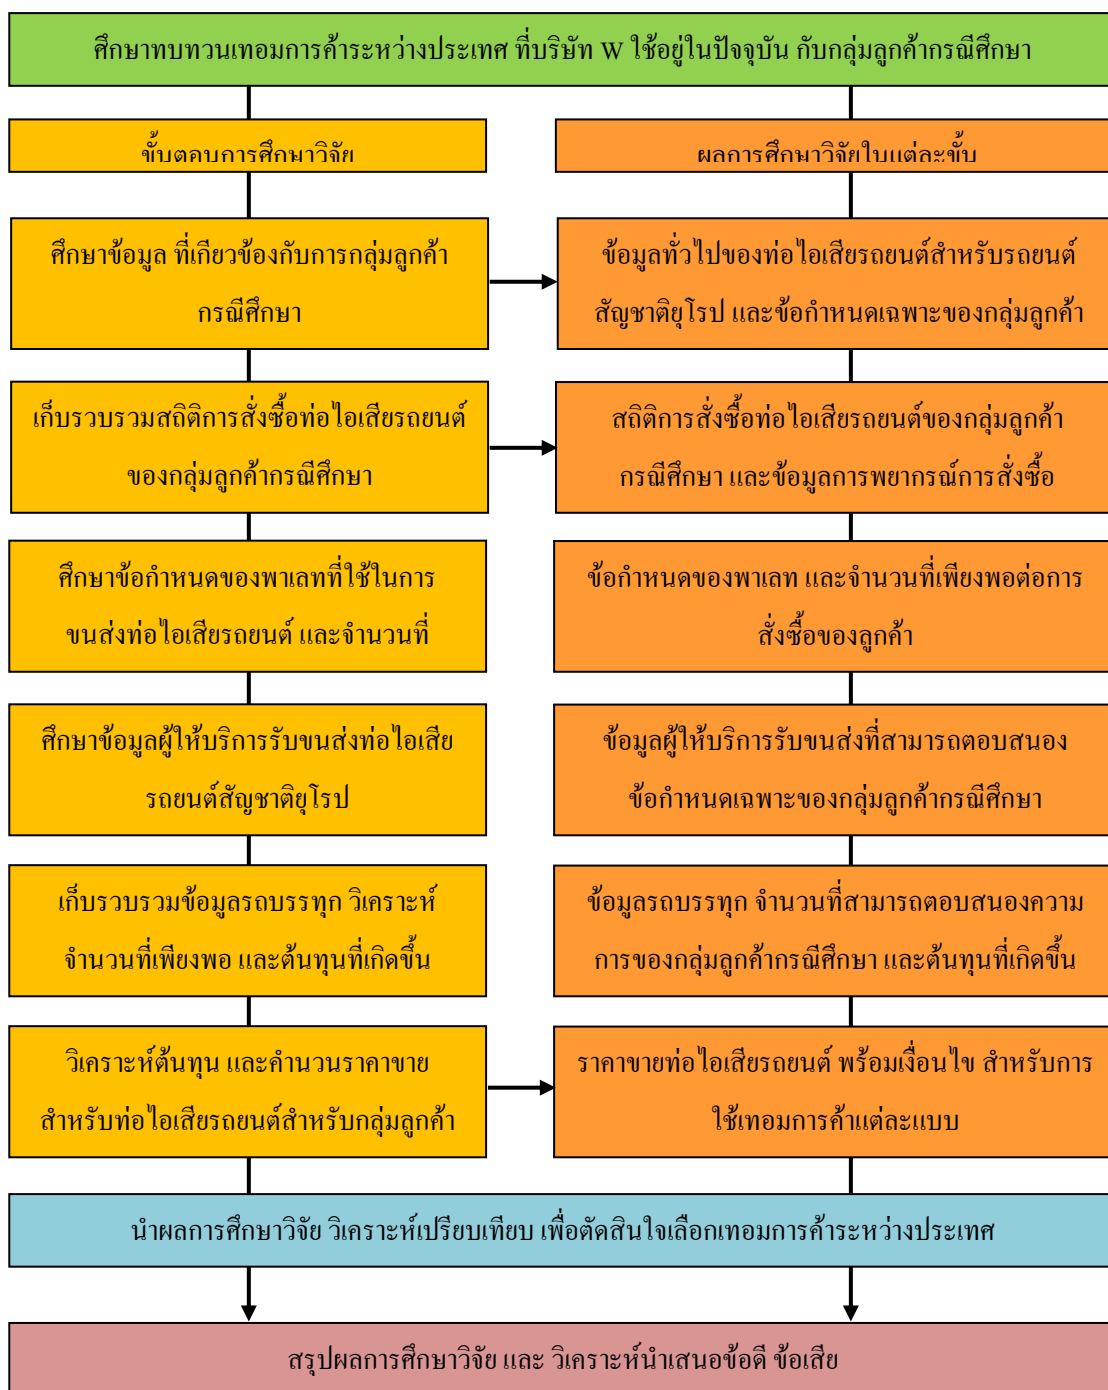 ศึกษาทบทวนเทอมการค้าระหว่างประเทศ ที่บริษัท W ใช้อยู่ในปัจจุบัน กับกลุ่มลูกค้ากรณีศึกษา
ขั้นตอนการศึกษาวิจัย
ผลการศึกษาวิจัยในแต่ละขั้น
ศึกษาข้อมูล ที่เกียวข้องกับการกลุ่มลูกค้า
กรณีศึกษา
ข้อมูลทั่วไปของท่อไอเสียรถยนต์สำหรับรถยนต์
สัญชาติยุโรป และข้อกำหนดเฉพาะของกลุ่มลูกค้า
เก็บรวบรวมสถิติการสั่งซื้อท่อไอเสียรถยนต์
ของกลุ่มลูกค้ากรณีศึกษา
สถิติการสั่งซื้อท่อไอเสียรถยนต์ของกลุ่มลูกค้า
กรณีศึกษา และข้อมูลการพยากรณ์การสั่งซื้อ
ศึกษาข้อกำหนดของพาเลทที่ใช้ในการ
ขนส่งท่อไอเสียรถยนต์ และจำนวนที่
ข้อกำหนดของพาเลท และจำนวนที่เพียงพอต่อการ
สั่งซื้อของลูกค้า
ศึกษาข้อมูลผู้ให้บริการรับขนส่งท่อไอเสีย
รถยนต์สัญชาติยุโรป
ข้อมูลผู้ให้บริการรับขนส่งที่สามารถตอบสนอง
ข้อกำหนดเฉพาะของกลุ่มลูกค้ากรณีศึกษา
เก็บรวบรวมข้อมูลรถบรรทุก วิเคราะห์
จำนวนที่เพียงพอ และต้นทุนที่เกิดขึ้น
ข้อมูลรถบรรทุก จำนวนที่สามารถตอบสนองความ
การของกลุ่มลูกค้ากรณีศึกษา และต้นทุนที่เกิดขึ้น
วิเคราะห์ต้นทุน และคำนวนราคาขาย
สำหรับท่อไอเสียรถยนต์สำหรับกลุ่มลูกค้า
ราคาขายท่อไอเสียรถยนต์ พร้อมเงื่อนไข สำหรับการ
ใช้เทอมการค้าแต่ละแบบ
นำผลการศึกษาวิจัย วิเคราะห์เปรียบเทียบ เพื่อตัดสินใจเลือกเทอมการค้าระหว่างประเทศ
สรุปผลการศึกษาวิจัย และ วิเคราะห์นำเสนอข้อดี ข้อเสีย